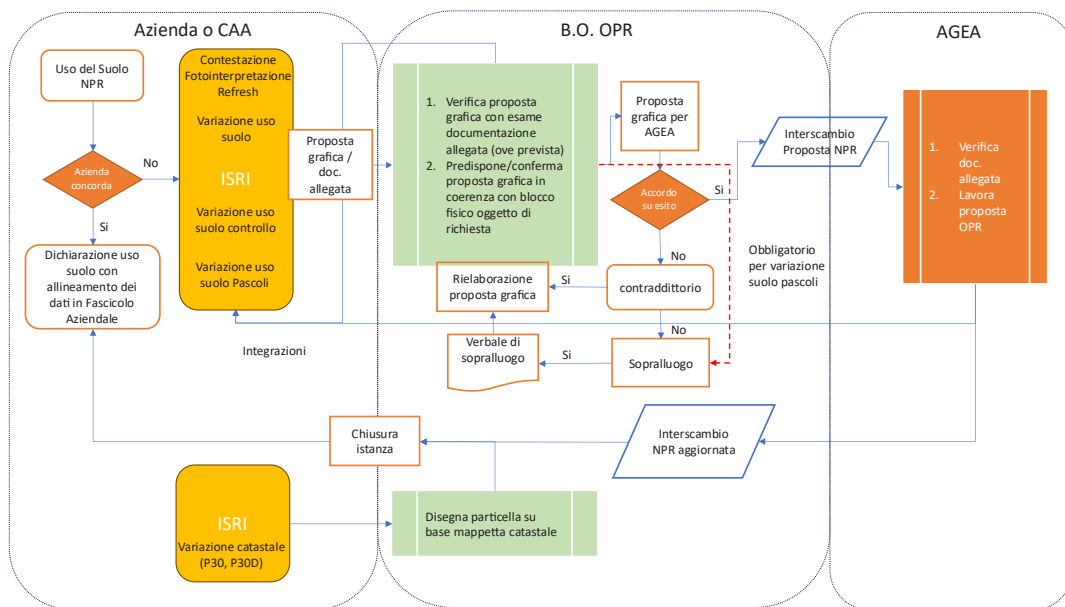 Azienda o CAA
B.O. OPR
AGEA
Uso del Suolo
NPR
Azienda
concorda
No
Si
Dichiarazione uso
suolo con
allineamento dei
dati in Fascicolo
Aziendale
Contestazione
Fotointerpretazione
Refresh
Variazione uso
suolo
ISRI
Variazione uso
suolo controllo
Variazione uso
suolo Pascoli
Proposta
grafica /
doc.
allegata
1. Verifica proposta
grafica con esame
documentazione
allegata (ove prevista)
2. Predispone/conferma
proposta grafica in
coerenza con blocco
fisico oggetto di
richiesta
Proposta
grafica per
AGEA
Accordo
su esito
Si
No
Interscambio
Proposta NPR
1. Verifica
doc.
allegata
2. Lavora
proposta
OPR
Obbligatorio
per variazione
suolo pascoli
Rielaborazione
proposta grafica
Si
contraddittorio
No
Integrazioni
Verbale di
sopralluogo
Si
Sopralluogo
Chiusura
istanza
Interscambio
NPR aggiornata
ISRI
Variazione catastale
(P30, P30D)
Disegna particella su
base mappetta catastale